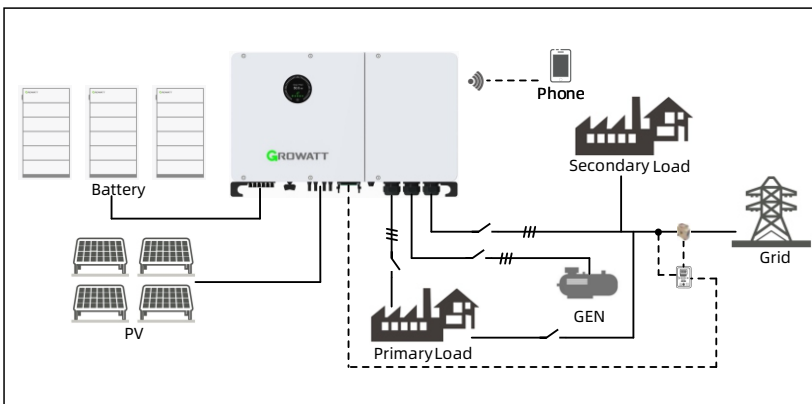 Phone
GROWATT
Secondary Load
Battery
Grid
GEN
PV
Primary Load